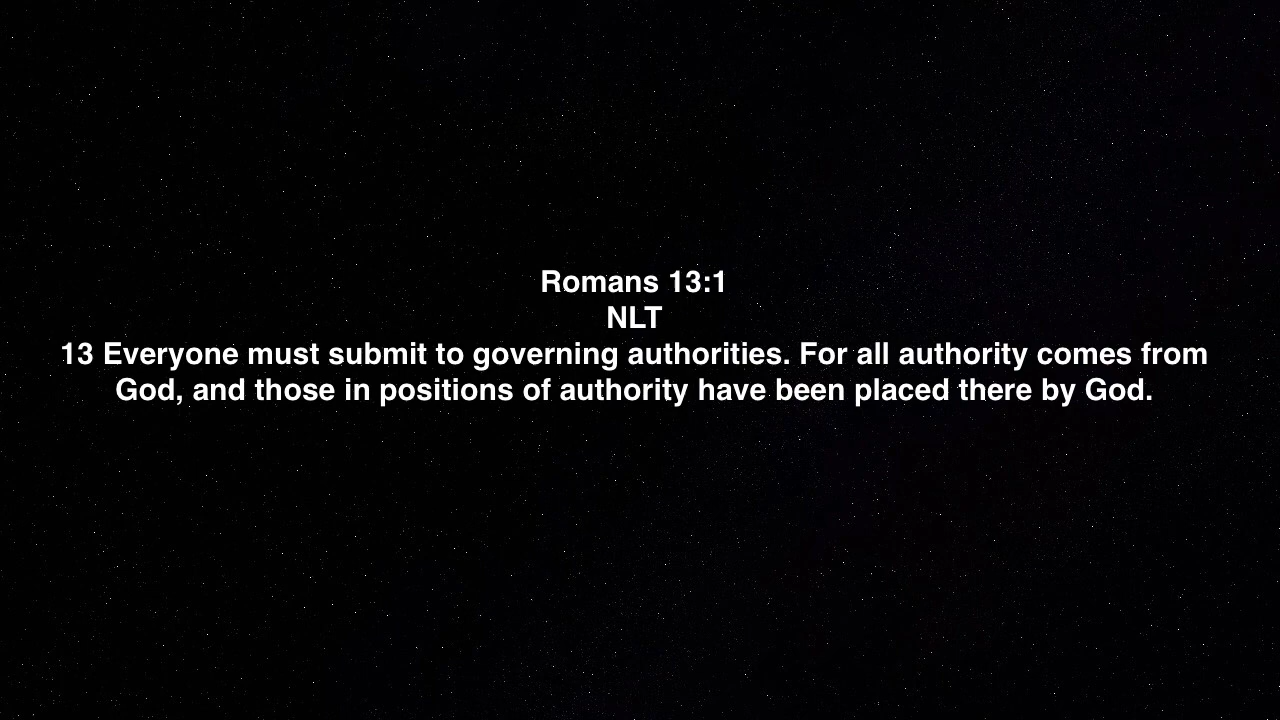 Romans 13:1
NLT
13 Everyone must submit to governing authorities. For all authority comes from
God, and those in positions of authority have been placed there by God.